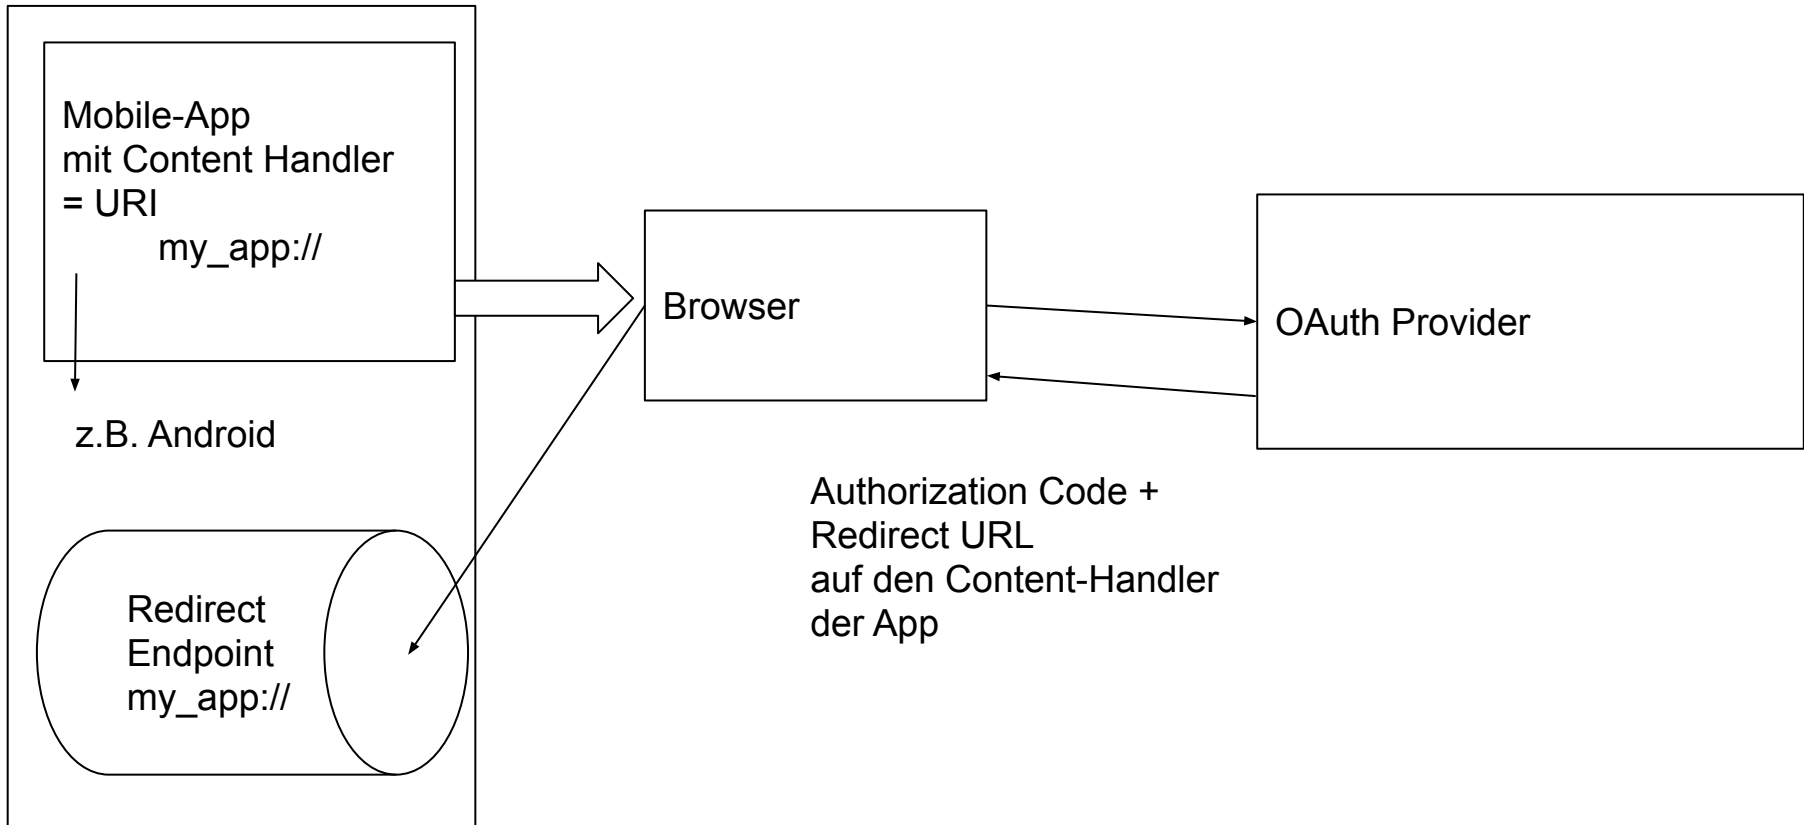 Mobile-App
mit Content Handler
= URI
my_app://
z.B. Android
Redirect
Endpoint
my_app://
Browser
OAuth Provider
Authorization Code +
Redirect URL
auf den Content-Handler
der App